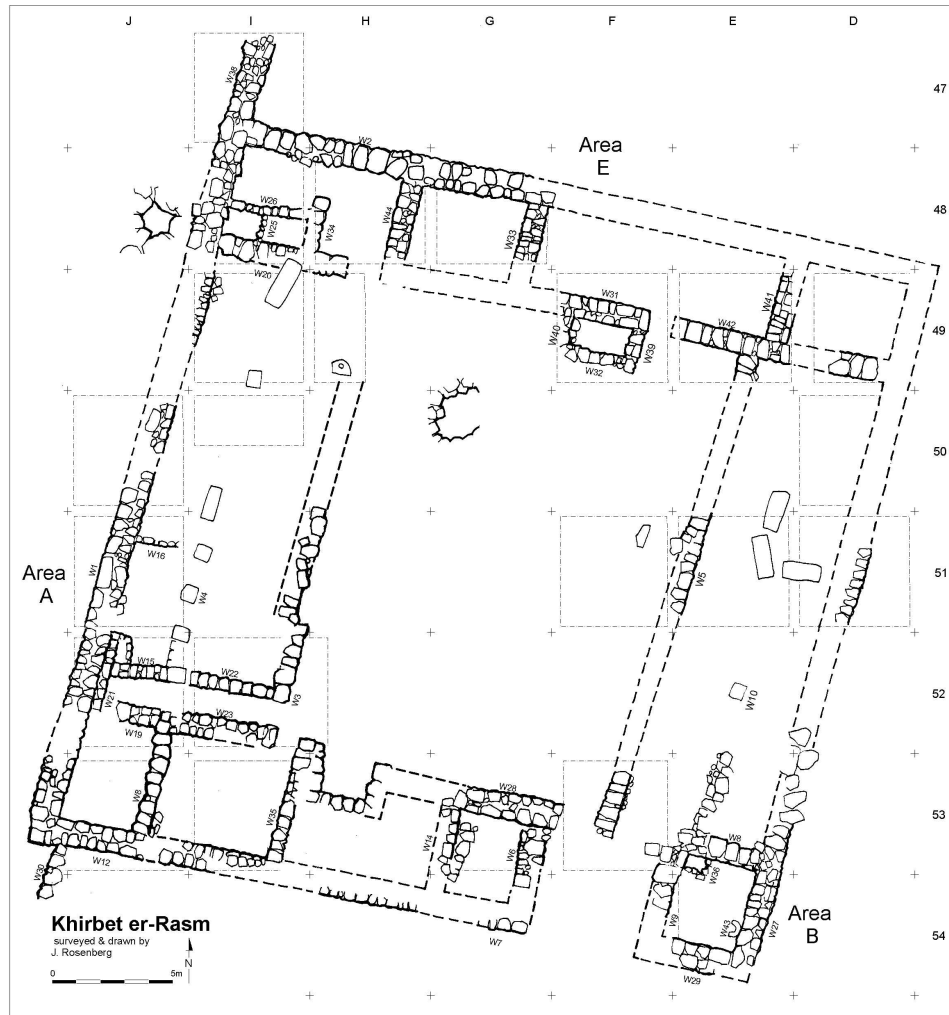 J I H G F E D
47
W38
W2
Area
E
48
W26
W25
W34
W44
W33
W20
49
W31
W40
W39
W32
W42
W41
50
51
W16
W1
Area
A
W4
W5
52
W15
W22
W3
W21
W23
W19
W10
53
W8
W35
W28
W14
W6
W12
W30
W8
W36
W9
W43
W27
Area
B
54
W7
W29
Khirbet er-Rasm
surveyed & drawn by
J. Rosenberg
N
0 5m